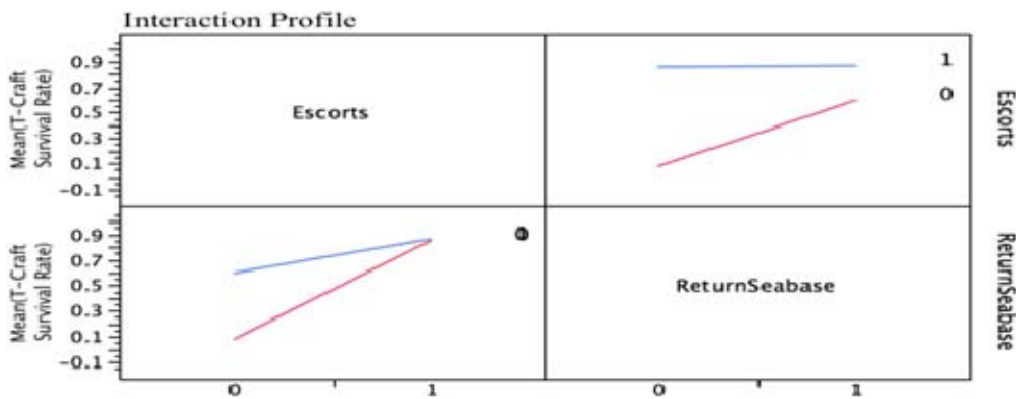 Interaction Profile
Mean(T-Craft
Survival Rate)
0.9
0.7
0.5
0.3
0.1
-0.1
Escorts
1
0
Escorts
Mean(T-Craft
Survival Rate)
0.9
0.7
0.5
0.3
0.1
-0.1
ReturnSeabase
ReturnSeabase
0 1 0 1